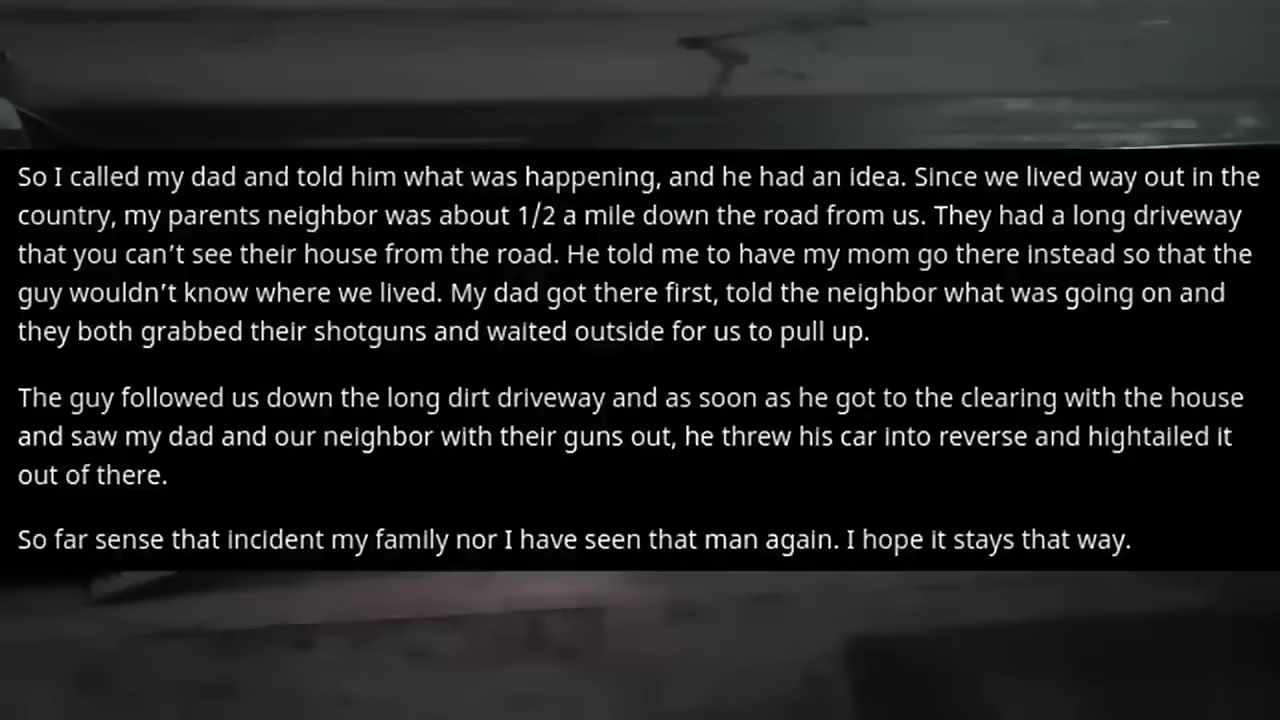 So I called my dad and told him what was happening, and he had an idea. Since we lived way out in the
country, my parents neighbor was about 1/2 a mile down the road from us. They had a long driveway
that you can’t see their house from the road. He told me to have my mom go there instead so that the
guy wouldn’t know where we lived. My dad got there first, told the neighbor what was going on and
they both grabbed their shotguns and waited outside for us to pull up.
The guy followed us down the long dirt driveway and as soon as he got to the clearing with the house
and saw my dad and our neighbor with their guns out, he threw his car into reverse and hightailed it
out of there.
So far sense that incident my family nor I have seen that man again. I hope it stays that way.